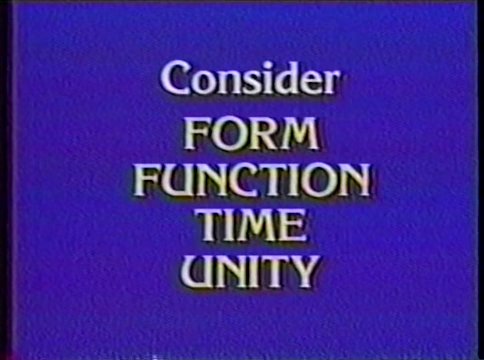 Consider
FORM
FUNCTION
TIME
UNITY